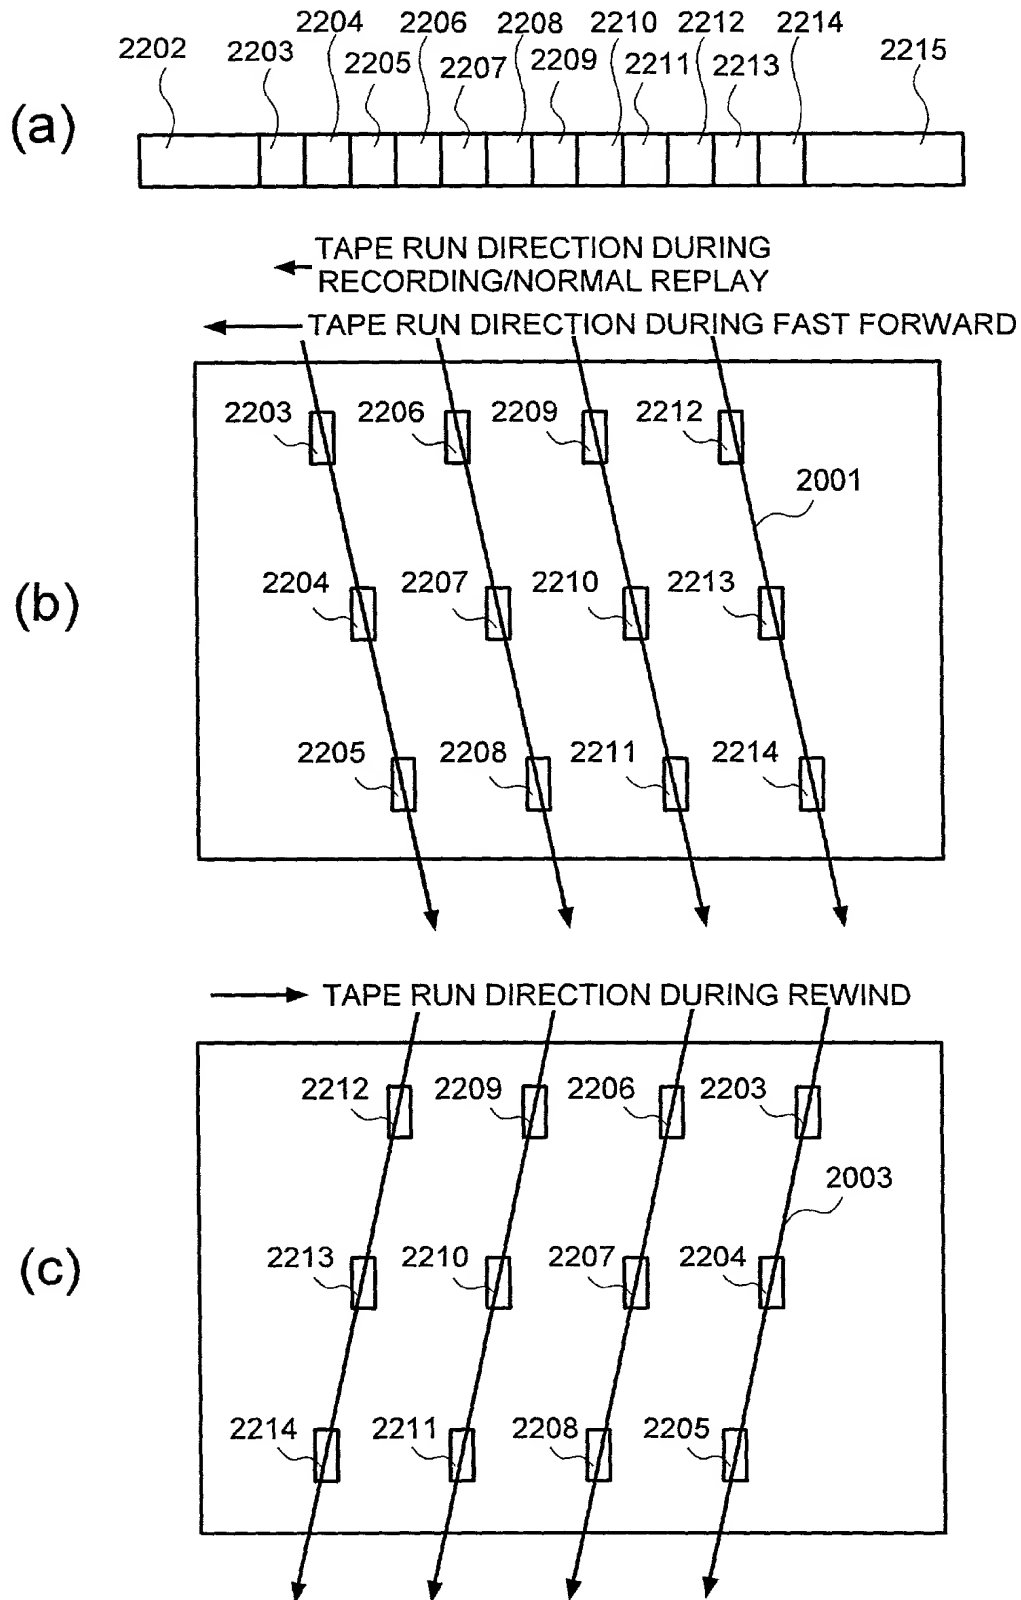 2204 2206 2208 2210 2212 2214
2202 2203 2205 2207 2209 2211 2213 2215
(a)
TAPE RUN DIRECTION DURING
RECORDING/NORMAL REPLAY
TAPE RUN DIRECTION DURING FAST FORWARD
2203 2206 2209 2212
2001
(b)
2204 2207 2210 2213
2205 2208 2211 2214
TAPE RUN DIRECTION DURING REWIND
2212 2209 2206 2203
2003
(c)
2213 2210 2207 2204
2214 2211 2208 2205